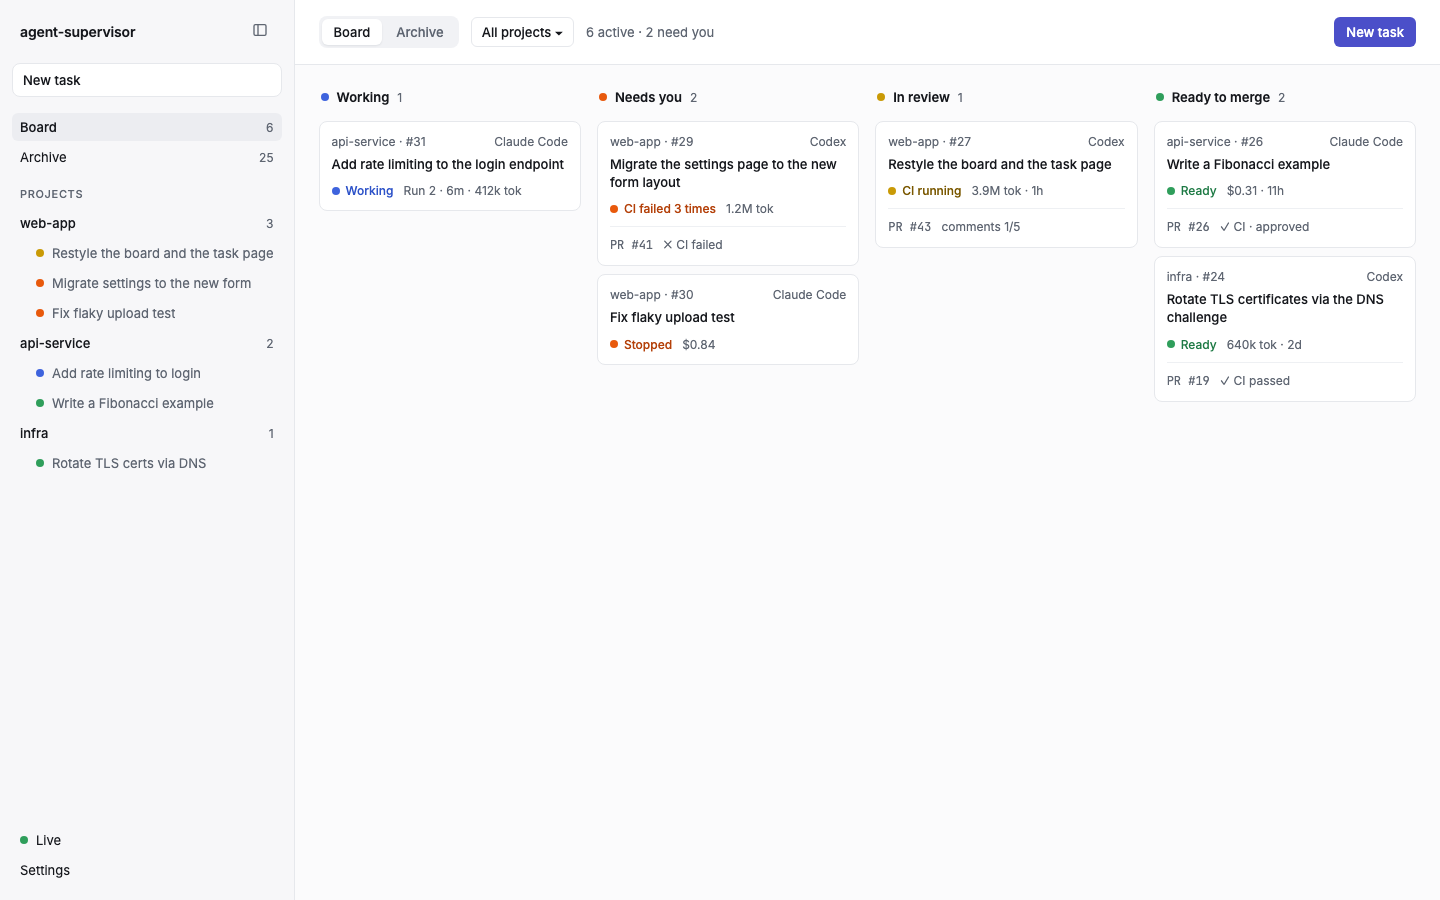 agent-supervisor
New task
Board 6
Archive 25
PROJECTS
web-app 3
Restyle the board and the task page
Migrate settings to the new form
Fix flaky upload test
api-service 2
Add rate limiting to login
Write a Fibonacci example
infra 1
Rotate TLS certs via DNS
Live
Settings
Board Archive All projects 6 active · 2 need you New task
Working 1
api-service · #31 Claude Code
Add rate limiting to the login endpoint
Working Run 2 · 6m · 412k tok
Needs you 2
web-app · #29 Codex
Migrate the settings page to the new
form layout
CI failed 3 times 1.2M tok
PR #41 ✕ CI failed
web-app · #30 Claude Code
Fix flaky upload test
Stopped $0.84
In review 1
web-app · #27 Codex
Restyle the board and the task page
CI running 3.9M tok · 1h
PR #43 comments 1/5
Ready to merge 2
api-service · #26 Claude Code
Write a Fibonacci example
Ready $0.31 · 11h
PR #26 ✓ CI · approved
infra · #24 Codex
Rotate TLS certificates via the DNS
challenge
Ready 640k tok · 2d
PR #19 ✓ CI passed